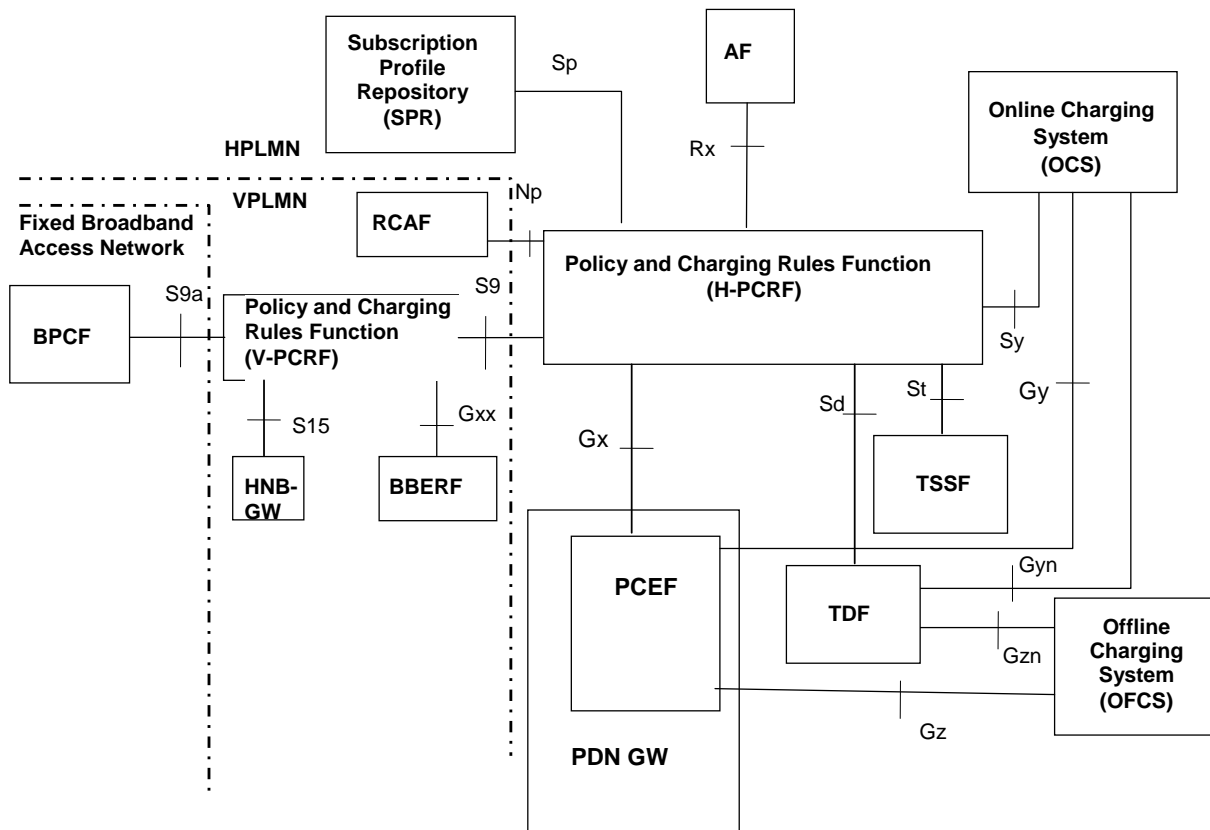 Subscription
Profile
Repository
(SPR)
Sp
AF
Rx
Online Charging
System
(OCS)
HPLMN
VPLMN
Np
Fixed Broadband
Access Network
RCAF
Policy and Charging Rules Function
(H-PCRF)
S9a
S9
BPCF
Policy and Charging
Rules Function
(V-PCRF)
Sy
S15
Gxx
Gx
Sd
St
Gy
HNB-
GW
BBERF
TSSF
PCEF
TDF
Gyn
Gzn
Offline
Charging
System
(OFCS)
Gz
PDN GW